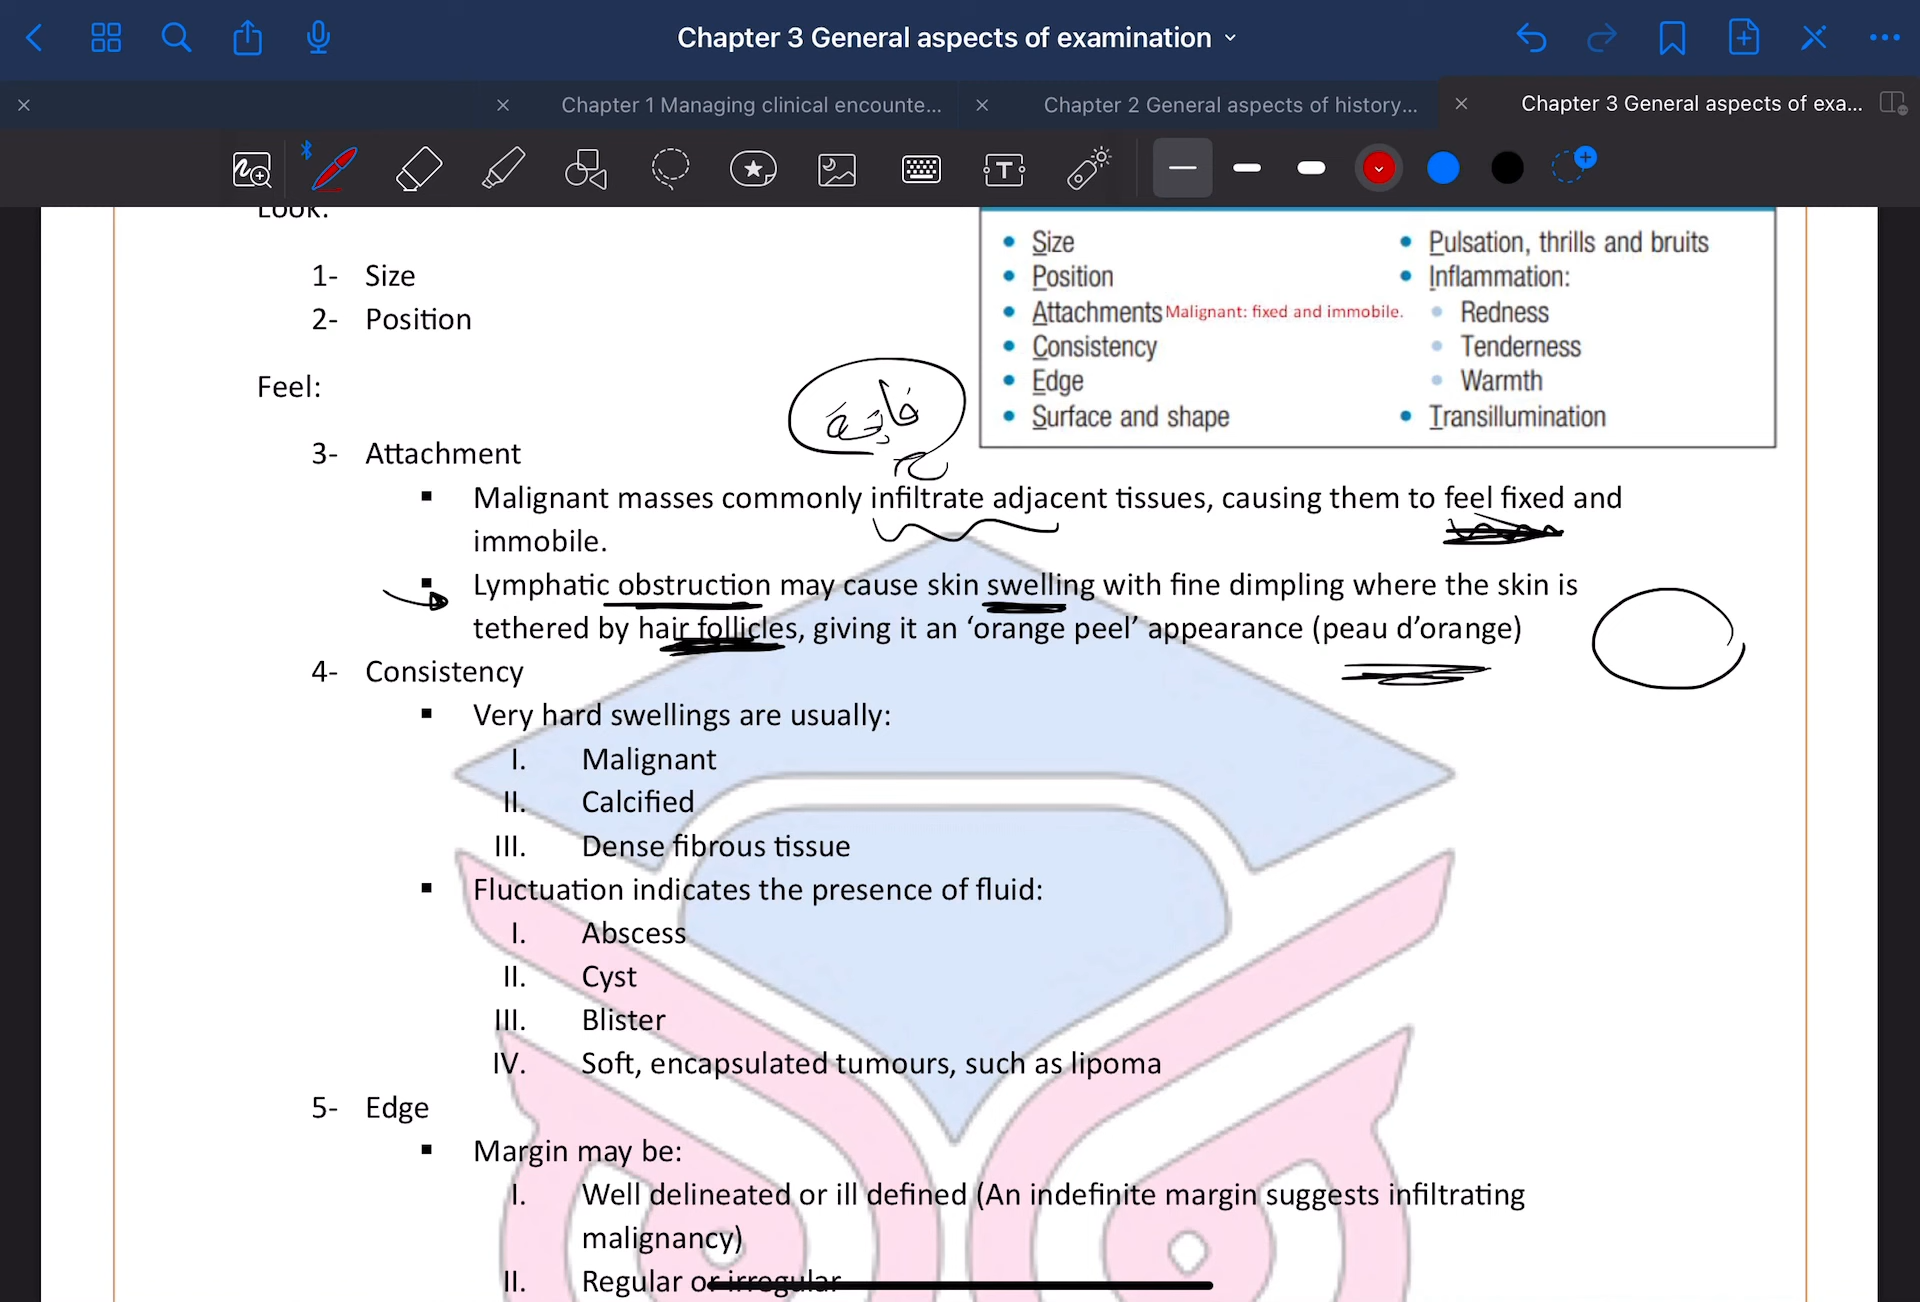 Chapter 3 General aspects of examination
Chapter 1 Managing clinical encounte...
Chapter 2 General aspects of history...
Chapter 3 General aspects of exa...
Look:
1- Size
2- Position
Feel:
• Size
• Position
• Attachments Malignant: fixed and immobile.
• Consistency
• Edge
• Surface and shape
• Pulsation, thrills and bruits
• Inflammation:
• Redness
• Tenderness
• Warmth
• Transillumination
3- Attachment
▪ Malignant masses commonly infiltrate adjacent tissues, causing them to feel fixed and
immobile.
▪ Lymphatic obstruction may cause skin swelling with fine dimpling where the skin is
tethered by hair follicles, giving it an ‘orange peel’ appearance (peau d’orange)
4- Consistency
▪ Very hard swellings are usually:
I. Malignant
II. Calcified
III. Dense fibrous tissue
▪ Fluctuation indicates the presence of fluid:
I. Abscess
II. Cyst
III. Blister
IV. Soft, encapsulated tumours, such as lipoma
5- Edge
▪ Margin may be:
I. Well delineated or ill defined (An indefinite margin suggests infiltrating
malignancy)
II. Regular or irregular